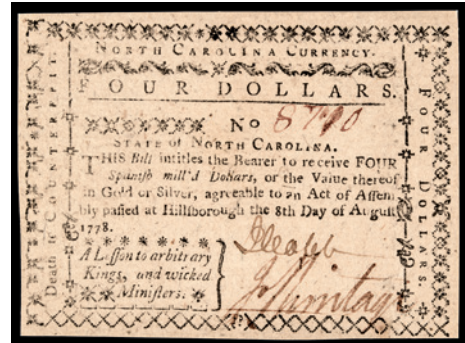 NORTH CAROLINA CURRENCY.
FOUR DOLLARS.
No 8790
STATE of NORTH CAROLINA.
THIS Bill intitles the Bearer to receive FOUR
Spanish mill'd Dollars, or the Value thereof
in Gold or Silver, agreeable to an Act of Assem
bly passed at Hillsborough the 8th Day of August
1778.
A Lesson to arbitrary
Kings, and wicked
Ministers.
Death to COUNTERFEIT.
FOUR DOLLARS.